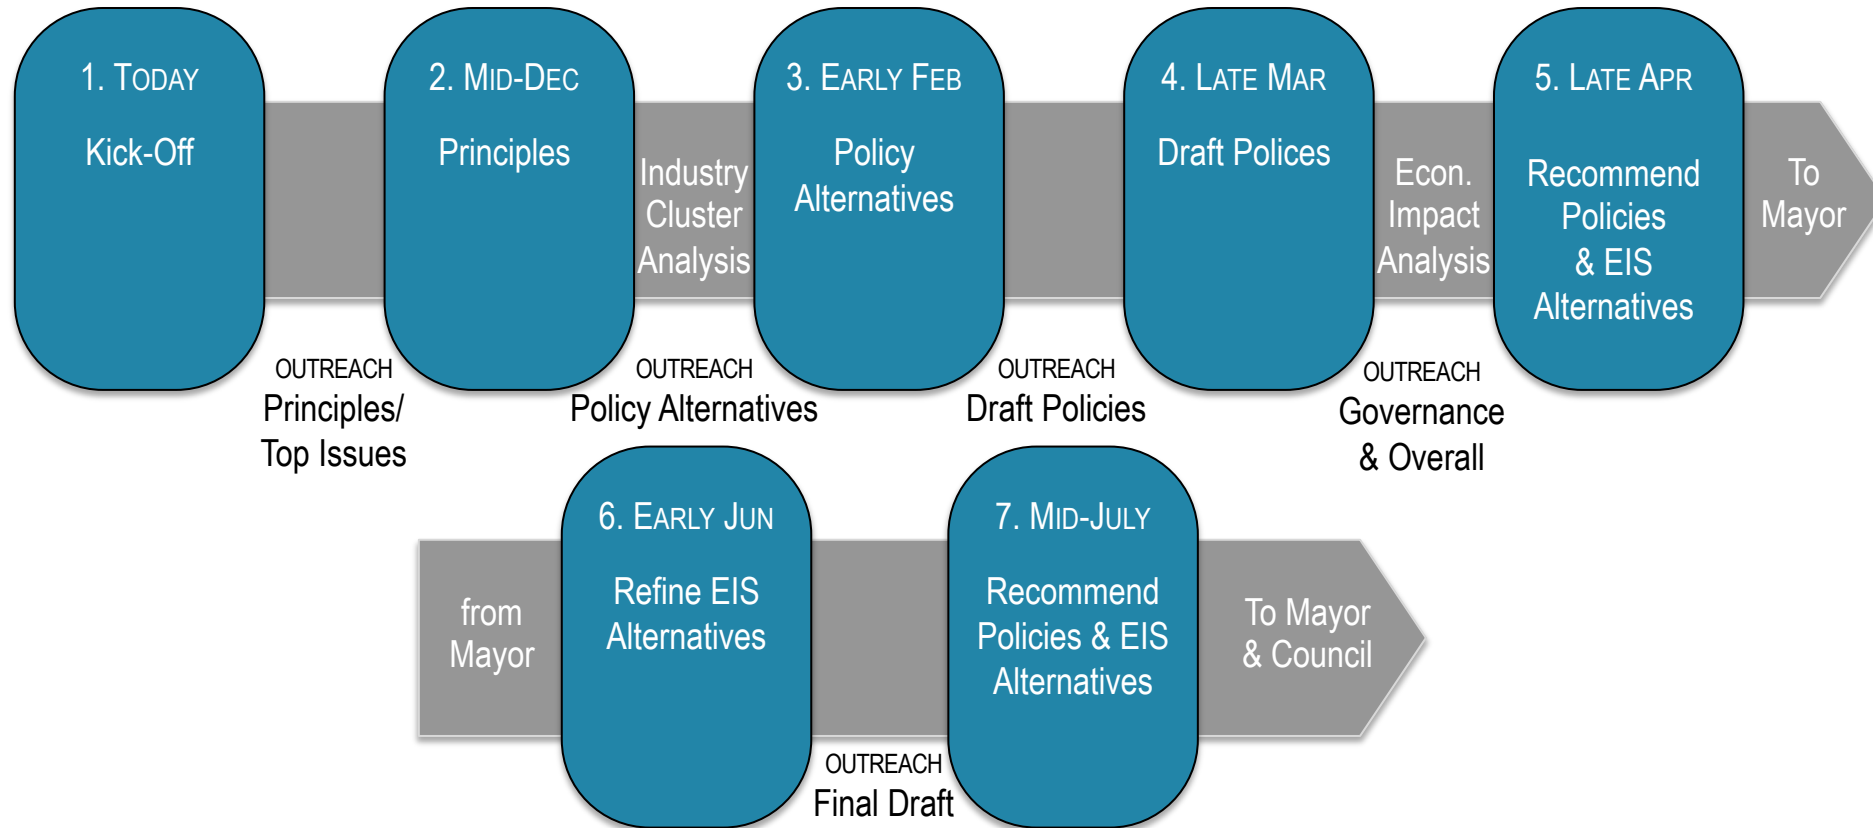 1. TODAY
Kick-Off
2. MID-DEC
Principles
Industry
Cluster
Analysis
3. EARLY FEB
Policy
Alternatives
4. LATE MAR
Draft Polices
Econ.
Impact
Analysis
5. LATE APR
Recommend
Policies
& EIS
Alternatives
To
Mayor
OUTREACH
Principles/
Top Issues
OUTREACH
Policy Alternatives
OUTREACH
Draft Policies
OUTREACH
Governance
& Overall
from
Mayor
6. EARLY JUN
Refine EIS
Alternatives
7. MID-JULY
Recommend
Policies & EIS
Alternatives
To Mayor
& Council
OUTREACH
Final Draft